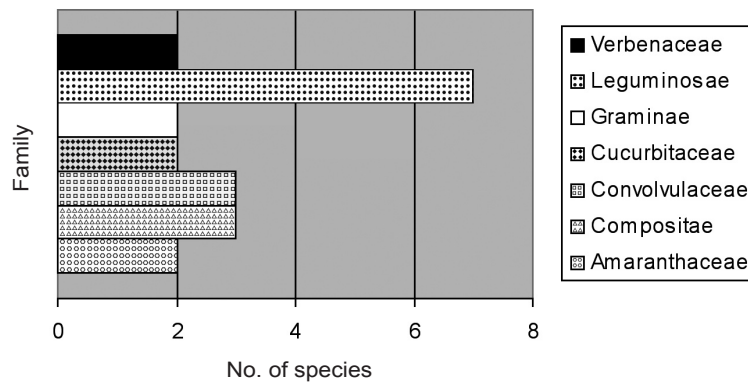 Family
0 2 4 6 8
No. of species
Verbenaceae
Leguminosae
Graminae
Cucurbitaceae
Convolvulaceae
Compositae
Amaranthaceae